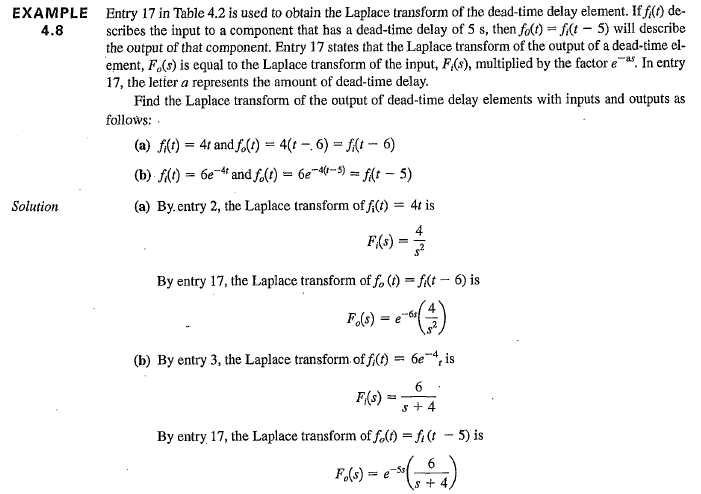 EXAMPLE 4.8
Entry 17 in Table 4.2 is used to obtain the Laplace transform of the dead-time delay element. If fᵢ(t) de-
scribes the input to a component that has a dead-time delay of 5 s, then fₒ(t) = fᵢ(t − 5) will describe
the output of that component. Entry 17 states that the Laplace transform of the output of a dead-time el-
ement, Fₒ(s) is equal to the Laplace transform of the input, Fᵢ(s), multiplied by the factor e^−as. In entry
17, the letter a represents the amount of dead-time delay.
Find the Laplace transform of the output of dead-time delay elements with inputs and outputs as
follows:
(a) fᵢ(t) = 4t and fₒ(t) = 4(t − 6) = fᵢ(t − 6)
(b) fᵢ(t) = 6e^−4t and fₒ(t) = 6e^−4(t−5) = fᵢ(t − 5)
Solution
(a) By entry 2, the Laplace transform of fᵢ(t) = 4t is
Fᵢ(s) = 4/s²
By entry 17, the Laplace transform of fₒ (t) = fᵢ(t − 6) is
Fₒ(s) = e^−6s(4/s²)
(b) By entry 3, the Laplace transform of fᵢ(t) = 6e^−4, is
Fᵢ(s) = 6/(s + 4)
By entry 17, the Laplace transform of fₒ(t) = fᵢ (t − 5) is
Fₒ(s) = e^−5s(6/(s + 4))